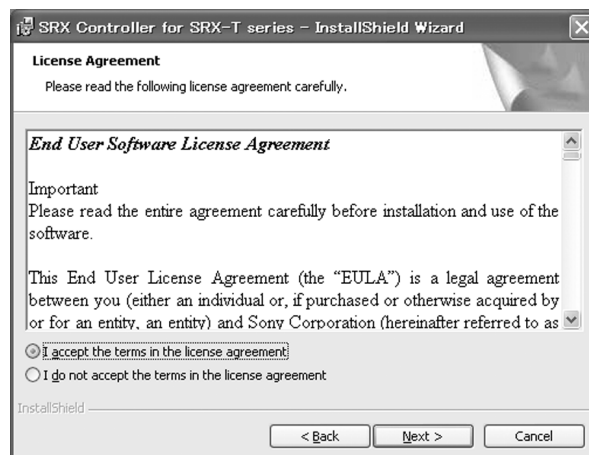 SRX Controller for SRX-T series - InstallShield Wizard
License Agreement
Please read the following license agreement carefully.
End User Software License Agreement
Important
Please read the entire agreement carefully before installation and use of the
software.
This End User License Agreement (the “EULA”) is a legal agreement
between you (either an individual or, if purchased or otherwise acquired by
or for an entity, an entity) and Sony Corporation (hereinafter referred to as
I accept the terms in the license agreement
I do not accept the terms in the license agreement
InstallShield
< Back
Next >
Cancel